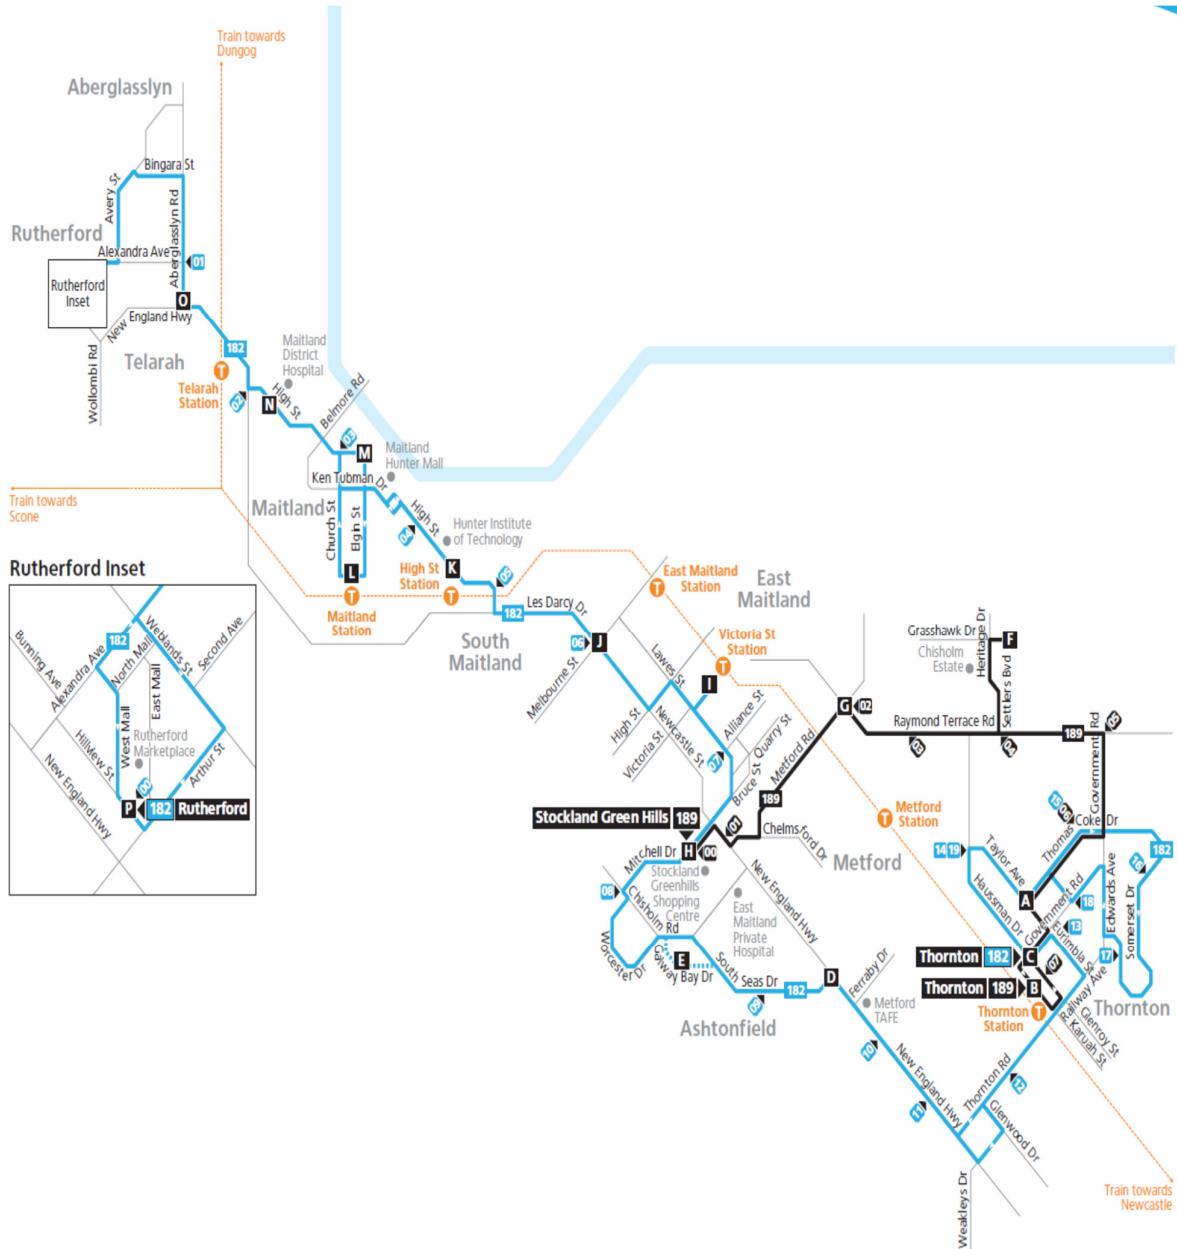 Train towards
Dungog
Aberglasslyn
Bingara St
Avery St
Aberglasslyn Rd
Rutherford
Alexandra Ave
01
Rutherford
Inset
O
New
England Hwy
Wollombi Rd
Telarah
182
Telarah
Station
T
02
N
High St
Maitland
District
Hospital
Belmore Rd
03
M
Maitland
Hunter Mall
Ken Tubman Dr
Train towards
Scone
Maitland
Church St
Elgin St
High St
04
Hunter Institute
of Technology
L
T
Maitland
Station
High St
Station
K
T
05
182
Les Darcy Dr
South
Maitland
06
J
Melbourne St
T
East Maitland
Station
East
Maitland
Victoria St
Station
T
Lawes St
I
High St
Victoria St
Newcastle St
Alliance St
07
Bruce St
Quarry St
Metford Rd
G
02
Raymond Terrace Rd
03
04
Grasshawk Dr
F
Chisholm
Estate
Heritage Dr
Settlers Bvd
189
05
Government Rd
Stockland Green Hills
189
189
01
Chelmsford Dr
Metford
T
Metford
Station
H
00
Mitchell Dr
08
Chisholm Rd
Stockland
Greenhills
Shopping
Centre
East
Maitland
Private
Hospital
New England Hwy
Worcester Dr
Galway Bay Dr
E
South
Seas Dr
182
09
Ashtonfield
D
Ferraby Dr
Metford
TAFE
10
New England Hwy
11
Thornton Rd
12
Glenwood Dr
Weakleys Dr
15
06
Coke Dr
Thomas
182
14
19
Taylor Ave
Haussman Dr
A
Government Rd
18
Edwards Ave
Somerset Dr
16
17
13
Eurimbla St
Thornton
182
C
07
Thornton
189
B
Railway Ave
Thornton
Station
T
Glenroy St
Karuah St
Thornton
Train towards
Newcastle
Rutherford Inset
Bunning Ave
Alexandra Ave
182
North Mall
Weblands St
Second Ave
East Mall
West Mall
Hillview St
Rutherford
Marketplace
New England Hwy
00
Arthur St
P
182
Rutherford